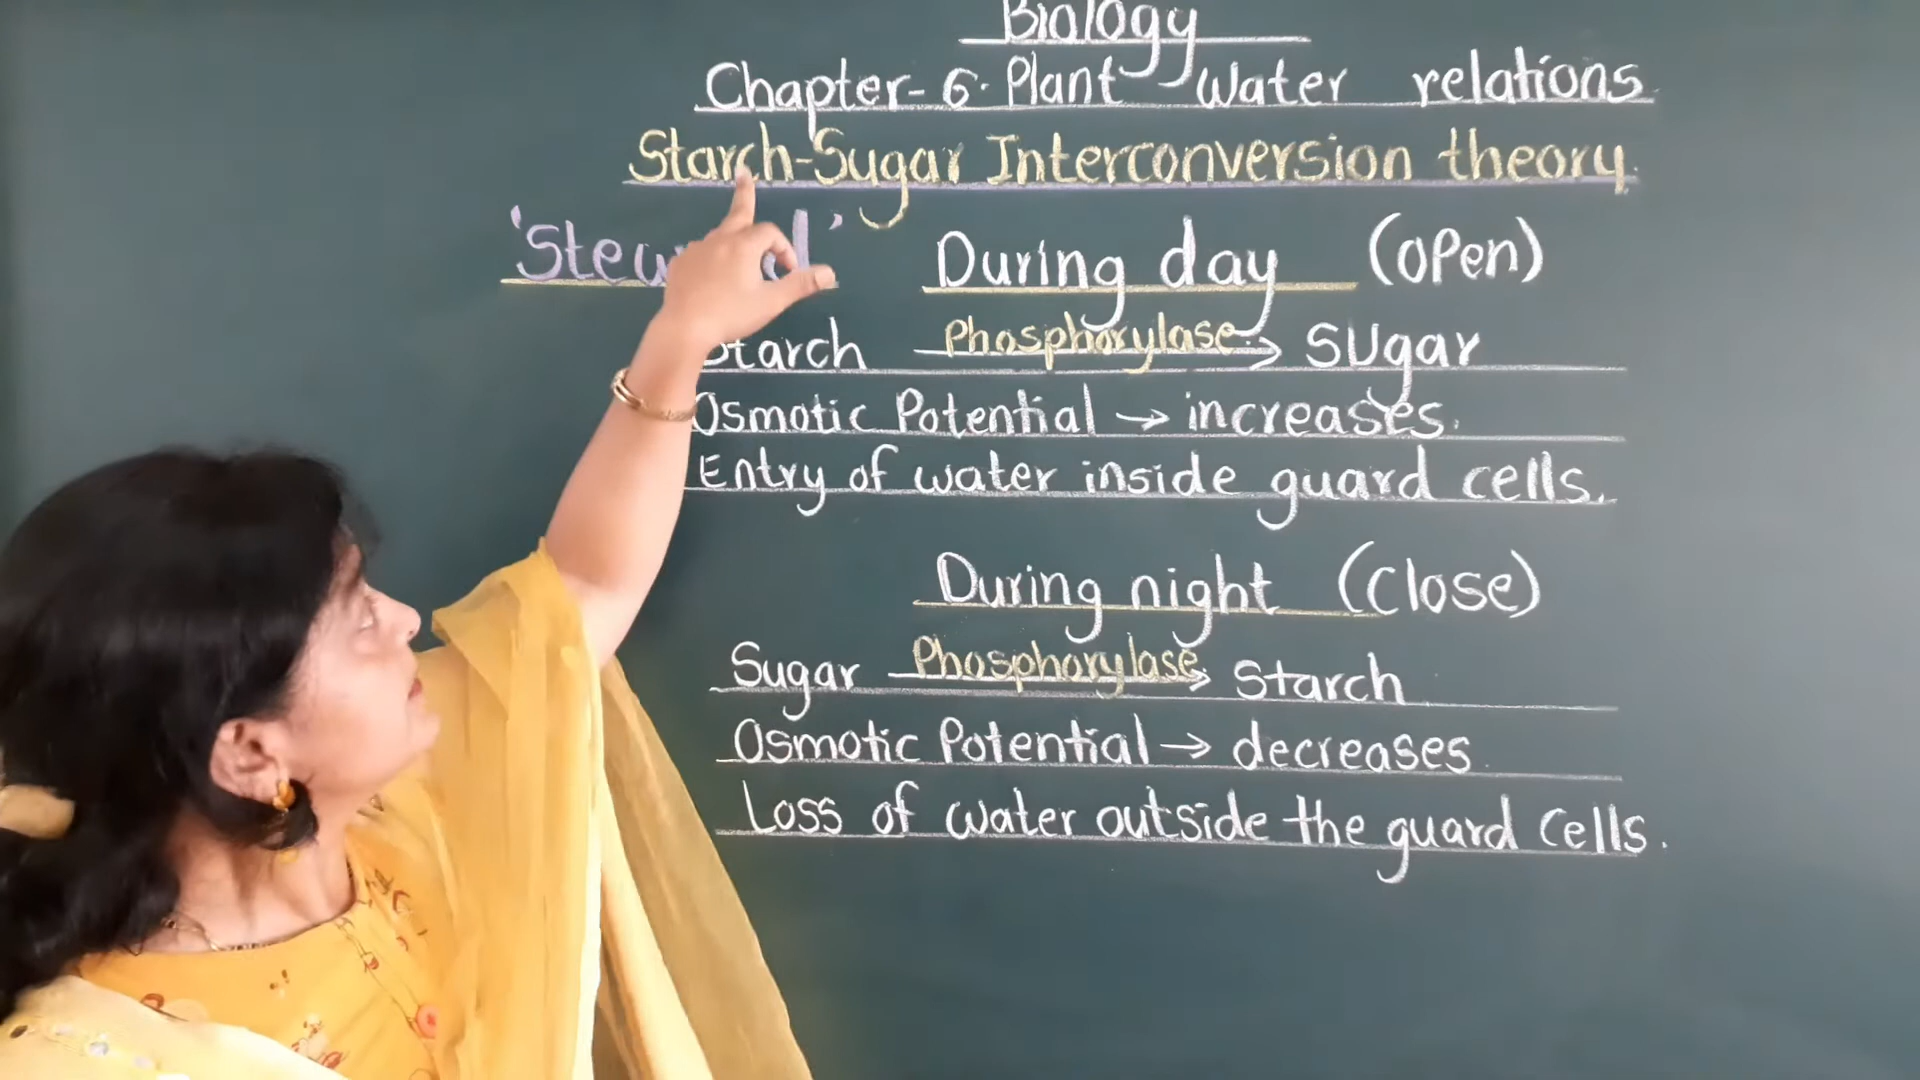 Biology
Chapter-6. Plant Water relations.
Starch-Sugar Interconversion theory.
During day (open)
Starch Phosphorylase → Sugar
Osmotic Potential → increases.
Entry of water inside guard cells.
During night (Close)
Sugar Phosphorylase → Starch
Osmotic Potential → decreases
Loss of water outside the guard cells.